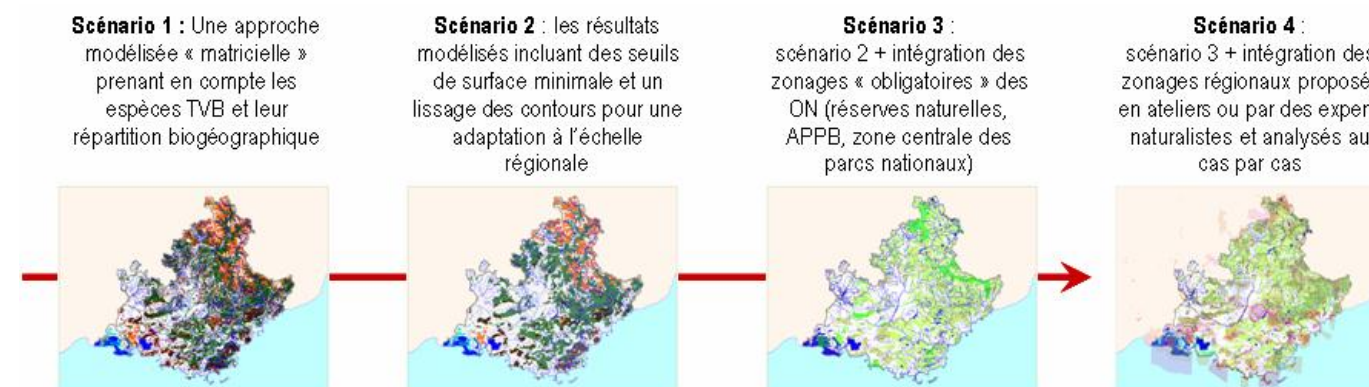 Scénario 1 : Une approche
modélisée « matricielle »
prenant en compte les
espèces TVB et leur
répartition biogéographique
Scénario 2 : les résultats
modélisés incluant des seuils
de surface minimale et un
lissage des contours pour une
adaptation à l'échelle
régionale
Scénario 3 :
scénario 2 + intégration des
zonages « obligatoires » des
ON (réserves naturelles,
APPB, zone centrale des
parcs nationaux)
Scénario 4 :
scénario 3 + intégration des
zonages régionaux proposé
en ateliers ou par des exper
naturalistes et analysés au
cas par cas